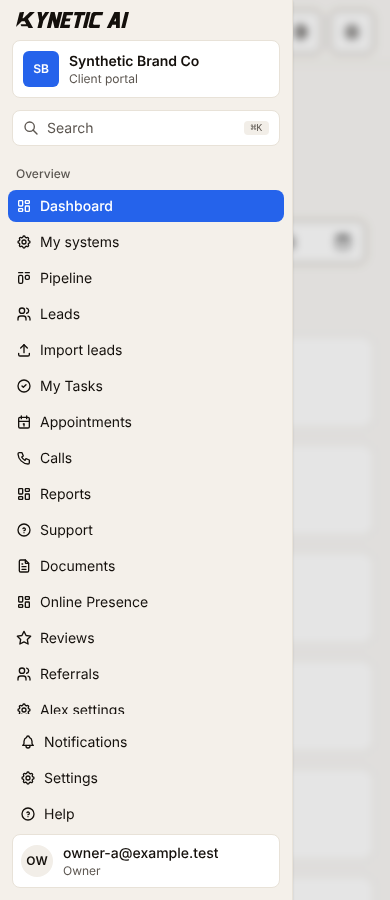 KYNETIC AI
SB
Synthetic Brand Co
Client portal
Search
⌘K
Overview
Dashboard
My systems
Pipeline
Leads
Import leads
My Tasks
Appointments
Calls
Reports
Support
Documents
Online Presence
Reviews
Referrals
Alex settings
Notifications
Settings
Help
OW
owner-a@example.test
Owner